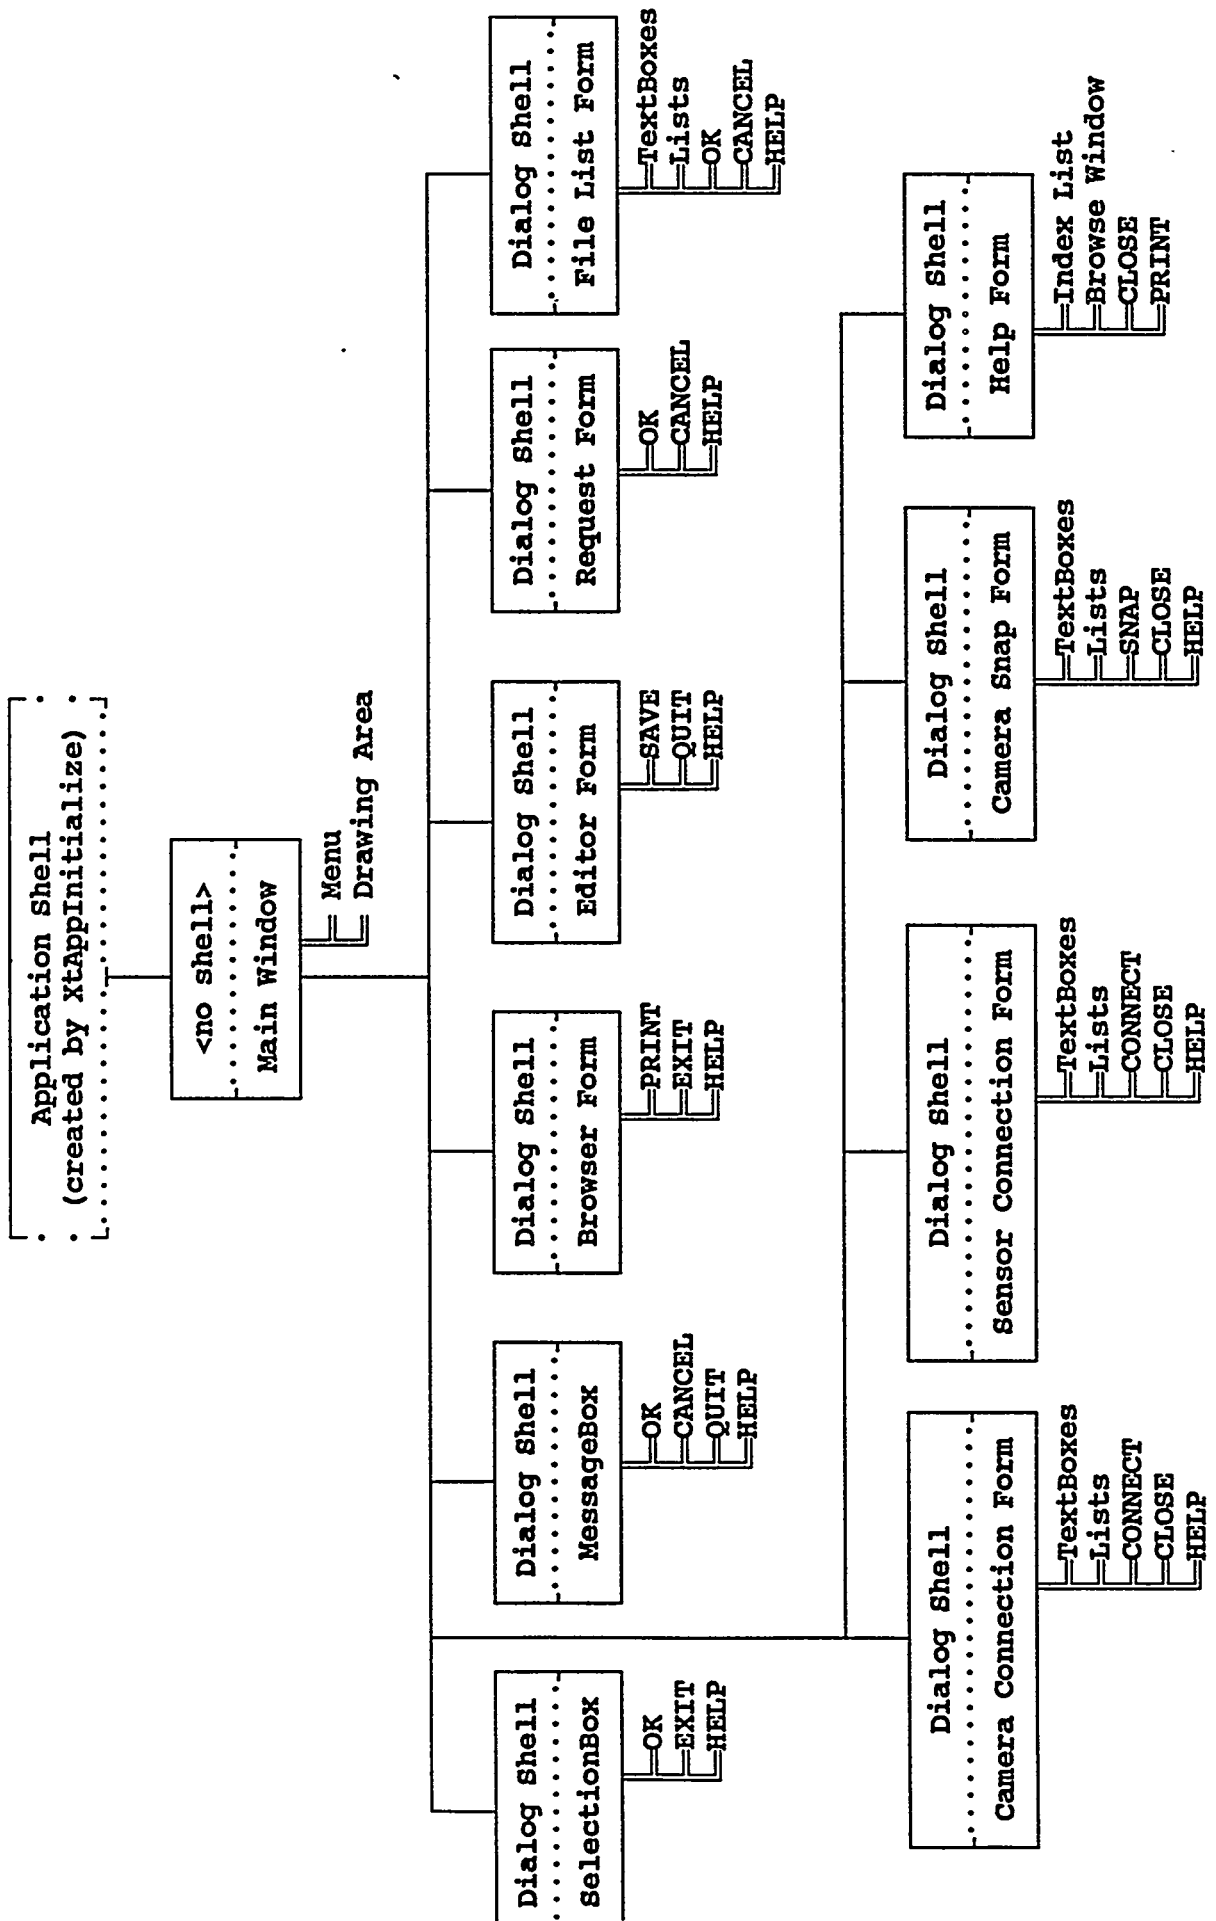 Application Shell
(created by XtAppInitialize)
<no shell>
Main Window
Menu
Drawing Area
Dialog Shell
SelectionBox
OK
EXIT
HELP
Dialog Shell
MessageBox
OK
CANCEL
QUIT
HELP
Dialog Shell
Browser Form
PRINT
EXIT
HELP
Dialog Shell
Editor Form
SAVE
QUIT
HELP
Dialog Shell
Request Form
OK
CANCEL
HELP
Dialog Shell
File List Form
TextBoxes
Lists
OK
CANCEL
HELP
Dialog Shell
Camera Connection Form
TextBoxes
Lists
CONNECT
CLOSE
HELP
Dialog Shell
Sensor Connection Form
TextBoxes
Lists
CONNECT
CLOSE
HELP
Dialog Shell
Camera Snap Form
TextBoxes
Lists
SNAP
CLOSE
HELP
Dialog Shell
Help Form
Index List
Browse Window
CLOSE
PRINT